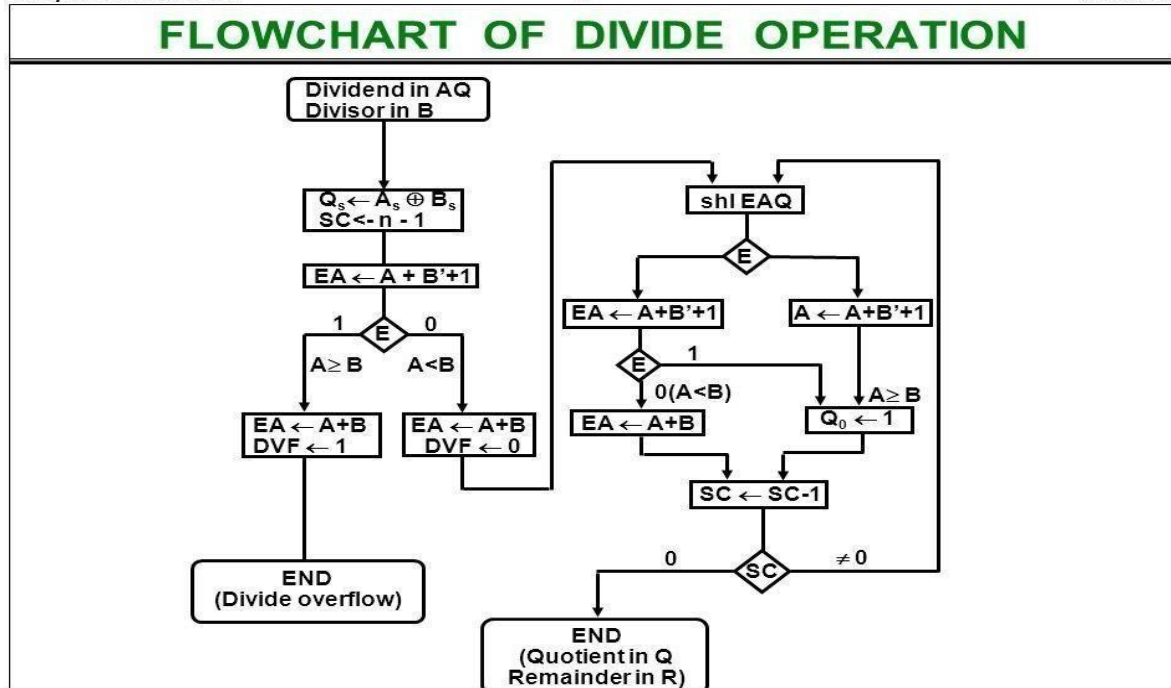 FLOWCHART OF DIVIDE OPERATION
Dividend in AQ
Divisor in B
Qs ← As ⊕ Bs
SC<- n - 1
EA ← A + B’+1
E
1
0
A≥ B
A<B
EA ← A+B
DVF ← 1
EA ← A+B
DVF ← 0
END
(Divide overflow)
shl EAQ
E
EA ← A+B’+1
A ← A+B’+1
E
1
0(A<B)
A≥ B
EA ← A+B
Q0 ← 1
SC ← SC-1
SC
0
≠ 0
END
(Quotient in Q
Remainder in R)